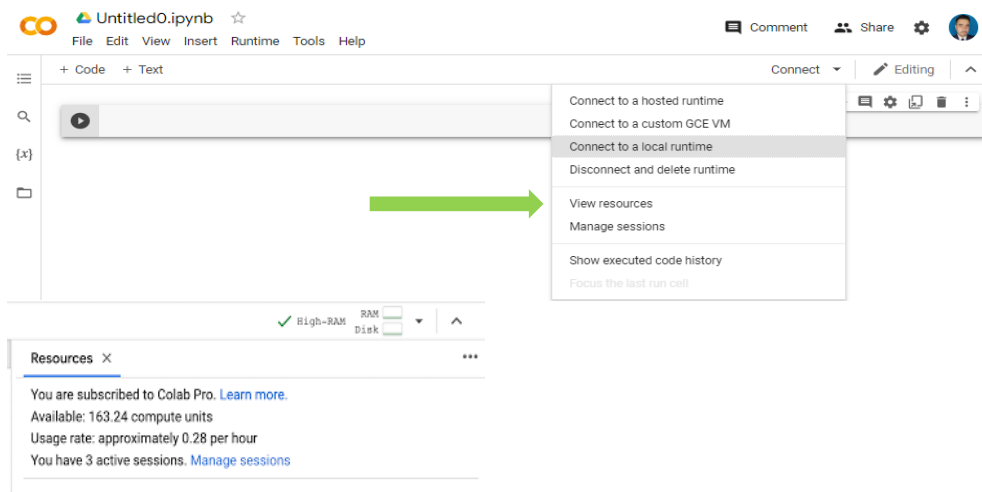 Untitled0.ipynb
File Edit View Insert Runtime Tools Help
Comment Share
+ Code + Text
Connect Editing
{x}
Connect to a hosted runtime
Connect to a custom GCE VM
Connect to a local runtime
Disconnect and delete runtime
View resources
Manage sessions
Show executed code history
Focus the last run cell
High-RAM RAM
Disk
Resources
You are subscribed to Colab Pro. Learn more.
Available: 163.24 compute units
Usage rate: approximately 0.28 per hour
You have 3 active sessions. Manage sessions